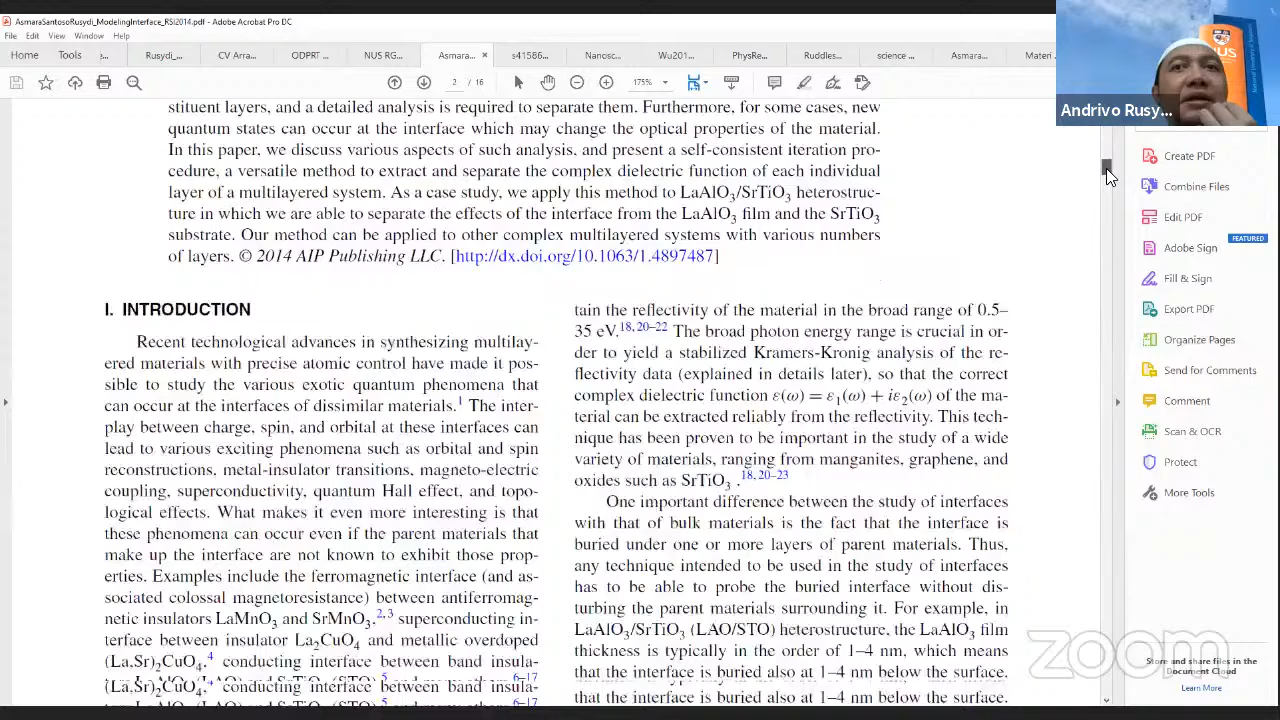 AsmaraSantosoRusydi_ModelingInterface_RSI2014.pdf - Adobe Acrobat Pro DC
File Edit View Window Help
Home Tools Rusydi_... CV Arra... ODPRT ... NUS RG... Asmara... × 41586... Nanosc... Wu201... PhysRe... Ruddles... science ... Asmara... Materi
2 / 16 175%
NUS
Andrivo Rusy...
stituent layers, and a detailed analysis is required to separate them. Furthermore, for some cases, new
quantum states can occur at the interface which may change the optical properties of the material.
In this paper, we discuss various aspects of such analysis, and present a self-consistent iteration pro-
cedure, a versatile method to extract and separate the complex dielectric function of each individual
layer of a multilayered system. As a case study, we apply this method to LaAlO3/SrTiO3 heterostruc-
ture in which we are able to separate the effects of the interface from the LaAlO3 film and the SrTiO3
substrate. Our method can be applied to other complex multilayered systems with various numbers
of layers. © 2014 AIP Publishing LLC. [http://dx.doi.org/10.1063/1.4897487]
I. INTRODUCTION
Recent technological advances in synthesizing multilay-
ered materials with precise atomic control have made it pos-
sible to study the various exotic quantum phenomena that
can occur at the interfaces of dissimilar materials.1 The inter-
play between charge, spin, and orbital at these interfaces can
lead to various exciting phenomena such as orbital and spin
reconstructions, metal-insulator transitions, magneto-electric
coupling, superconductivity, quantum Hall effect, and topo-
logical effects. What makes it even more interesting is that
these phenomena can occur even if the parent materials that
make up the interface are not known to exhibit those prop-
erties. Examples include the ferromagnetic interface (and as-
sociated colossal magnetoresistance) between antiferromag-
netic insulators LaMnO3 and SrMnO3,2,3 superconducting in-
terface between insulator La2CuO4 and metallic overdoped
(La,Sr)2CuO4,4 conducting interface between band insula-
(La,Sr)2CuO4,4 conducting interface between band insula-
tain the reflectivity of the material in the broad range of 0.5–
35 eV.18,20–22 The broad photon energy range is crucial in or-
der to yield a stabilized Kramers-Kronig analysis of the re-
flectivity data (explained in details later), so that the correct
complex dielectric function ε(ω) = ε1(ω) + iε2(ω) of the ma-
terial can be extracted reliably from the reflectivity. This tech-
nique has been proven to be important in the study of a wide
variety of materials, ranging from manganites, graphene, and
oxides such as SrTiO3 .18,20–23
One important difference between the study of interfaces
with that of bulk materials is the fact that the interface is
buried under one or more layers of parent materials. Thus,
any technique intended to be used in the study of interfaces
has to be able to probe the buried interface without dis-
turbing the parent materials surrounding it. For example, in
LaAlO3/SrTiO3 (LAO/STO) heterostructure, the LaAlO3 film
thickness is typically in the order of 1–4 nm, which means
that the interface is buried also at 1–4 nm below the surface.
that the interface is buried also at 1–4 nm below the surface.
Create PDF
Combine Files
Edit PDF
FEATURED
Adobe Sign
Fill & Sign
Export PDF
Organize Pages
Send for Comments
Comment
Scan & OCR
Protect
More Tools
zoom
Store and share files in the
Document Cloud
Learn More